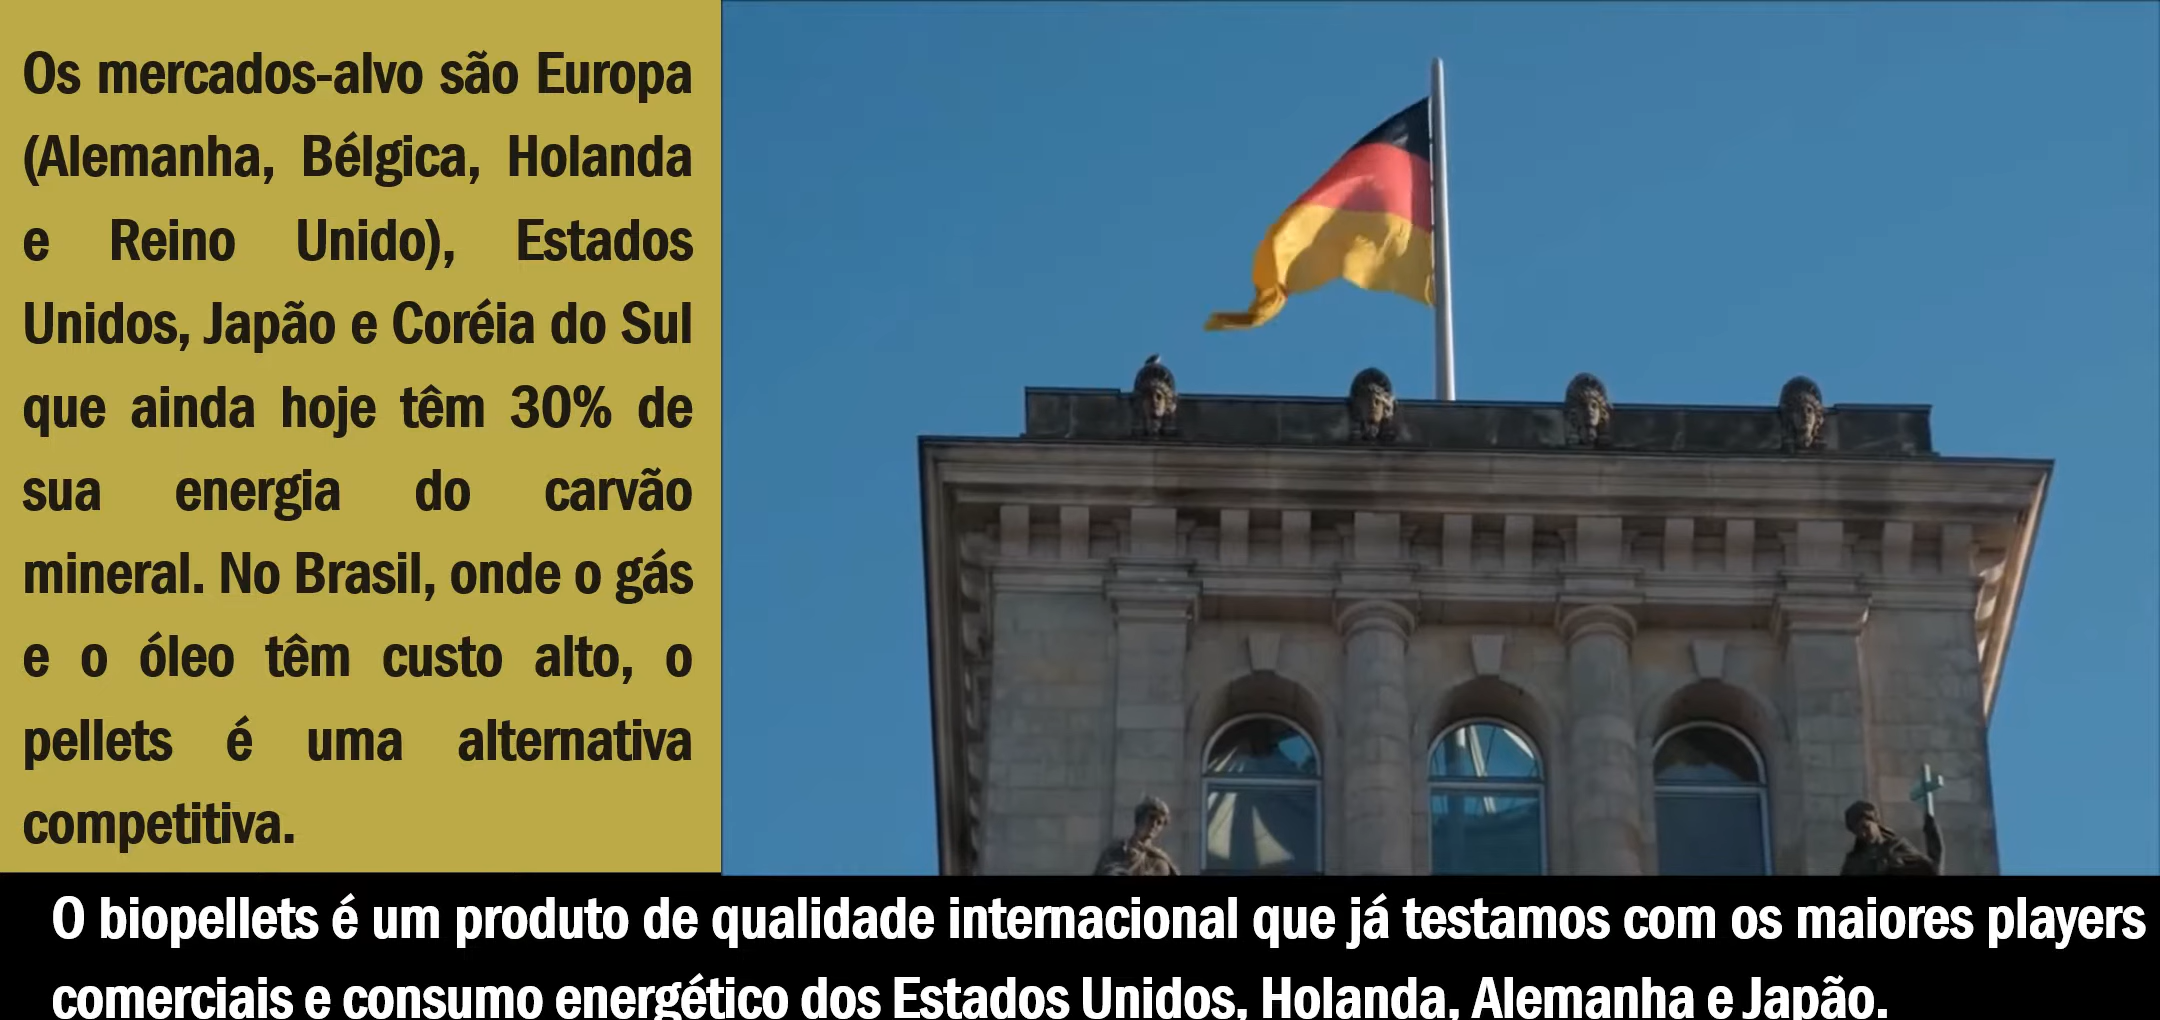 Os mercados-alvo são Europa
(Alemanha, Bélgica, Holanda
e Reino Unido), Estados
Unidos, Japão e Coréia do Sul
que ainda hoje têm 30% de
sua energia do carvão
mineral. No Brasil, onde o gás
e o óleo têm custo alto, o
pellets é uma alternativa
competitiva.
O biopellets é um produto de qualidade internacional que já testamos com os maiores players
comerciais e consumo energético dos Estados Unidos, Holanda, Alemanha e Japão.